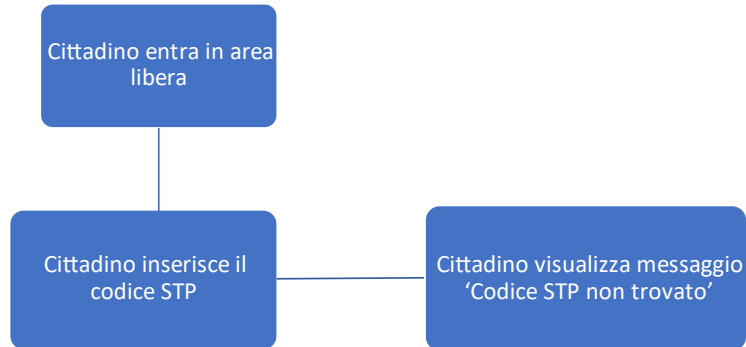 Cittadino entra in area
libera
Cittadino inserisce il
codice STP
Cittadino visualizza messaggio
‘Codice STP non trovato’